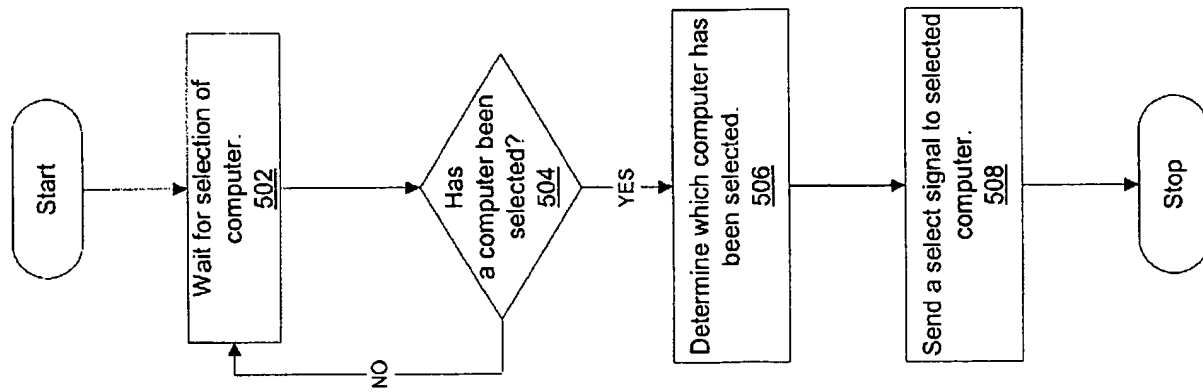 Start
Wait for selection of
computer.
502
Has
a computer been
selected?
504
NO
YES
Determine which computer has
been selected.
506
Send a select signal to selected
computer.
508
Stop